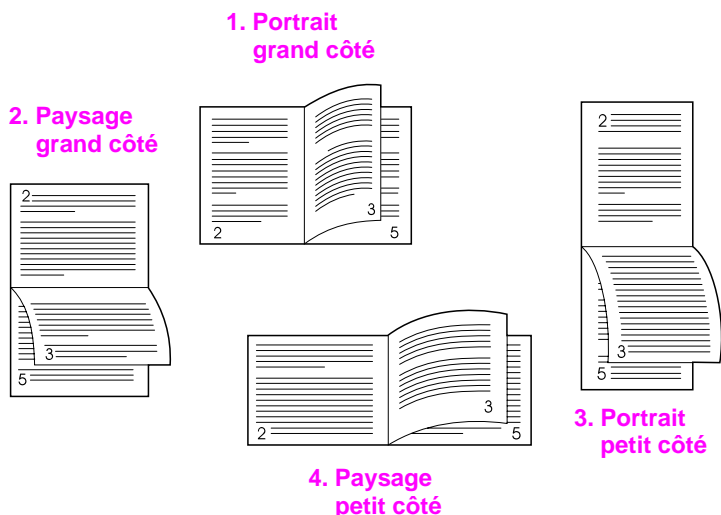 1. Portrait
grand côté
2. Paysage
grand côté
2
3
5
2
3
5
2
3
5
2
3
5
3. Portrait
petit côté
4. Paysage
petit côté